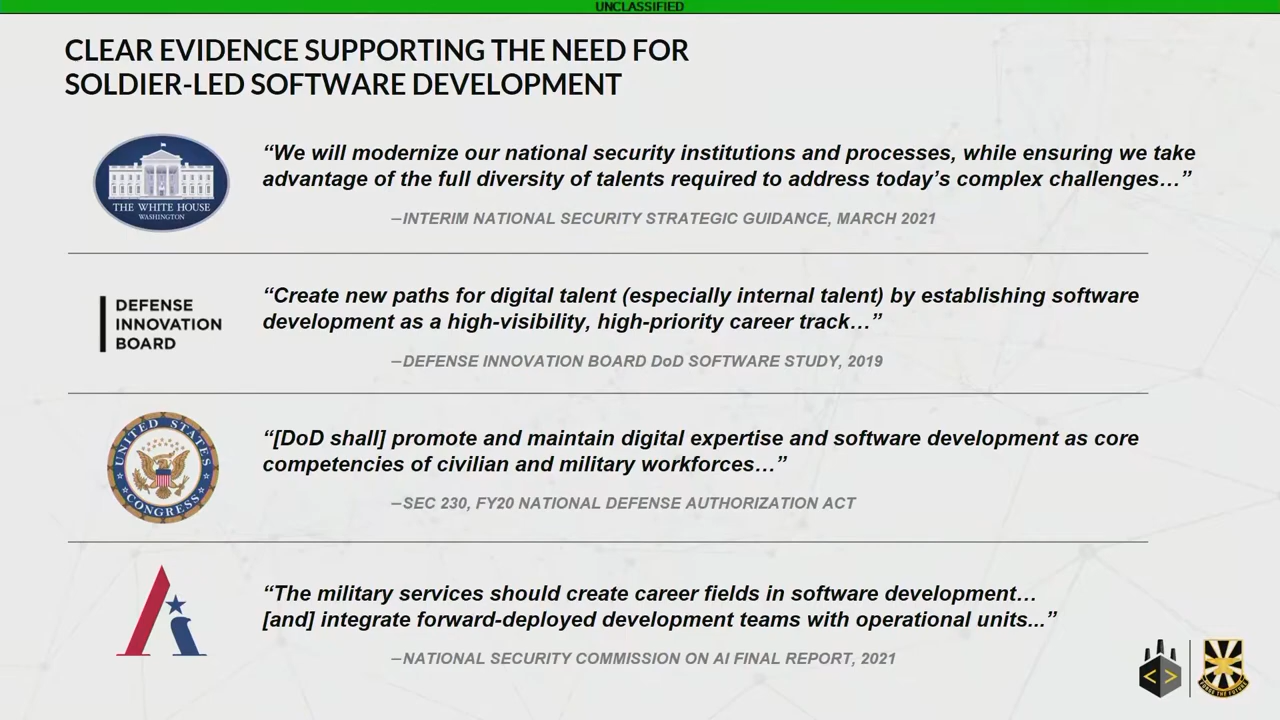 UNCLASSIFIED
CLEAR EVIDENCE SUPPORTING THE NEED FOR
SOLDIER-LED SOFTWARE DEVELOPMENT
THE WHITE HOUSE
WASHINGTON
“We will modernize our national security institutions and processes, while ensuring we take
advantage of the full diversity of talents required to address today’s complex challenges…”
–INTERIM NATIONAL SECURITY STRATEGIC GUIDANCE, MARCH 2021
DEFENSE
INNOVATION
BOARD
“Create new paths for digital talent (especially internal talent) by establishing software
development as a high-visibility, high-priority career track…”
–DEFENSE INNOVATION BOARD DoD SOFTWARE STUDY, 2019
UNITED STATES
CONGRESS
“[DoD shall] promote and maintain digital expertise and software development as core
competencies of civilian and military workforces…”
–SEC 230, FY20 NATIONAL DEFENSE AUTHORIZATION ACT
“The military services should create career fields in software development…
[and] integrate forward-deployed development teams with operational units...”
–NATIONAL SECURITY COMMISSION ON AI FINAL REPORT, 2021
< >
FORGE THE FUTURE